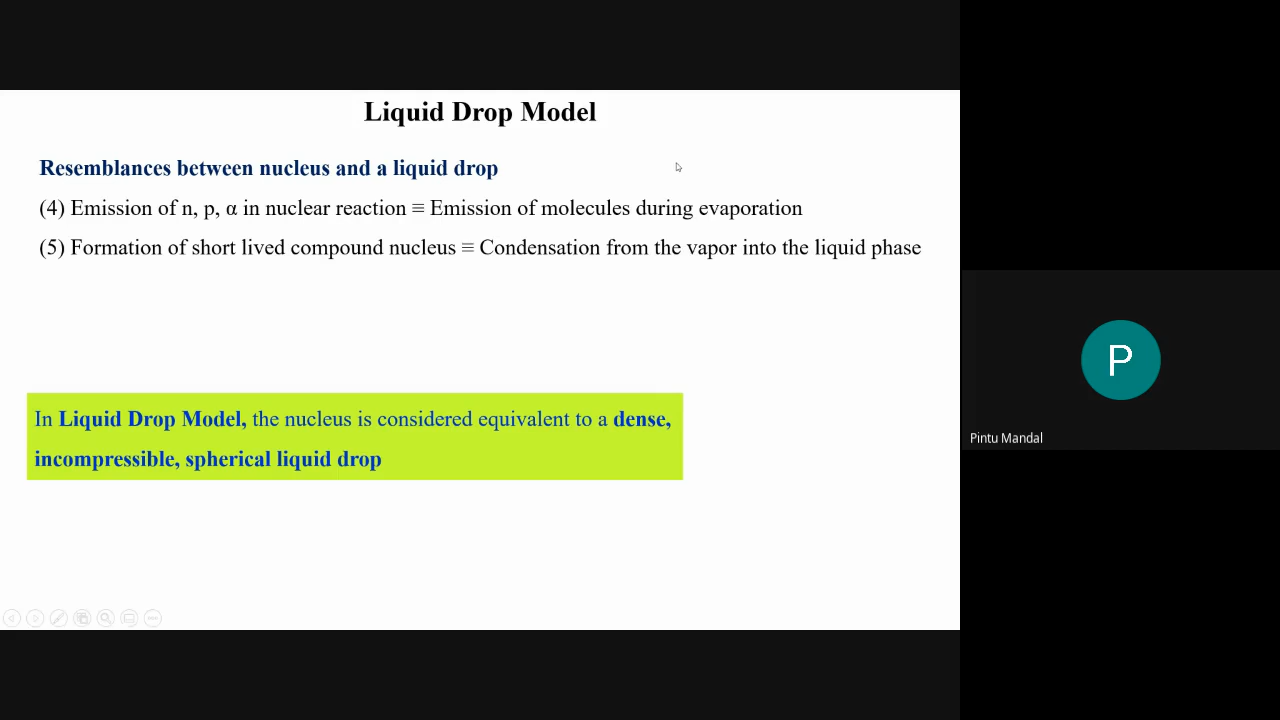 Liquid Drop Model
Resemblances between nucleus and a liquid drop
(4) Emission of n, p, α in nuclear reaction ≡ Emission of molecules during evaporation
(5) Formation of short lived compound nucleus ≡ Condensation from the vapor into the liquid phase
In Liquid Drop Model, the nucleus is considered equivalent to a dense,
incompressible, spherical liquid drop
P
Pintu Mandal